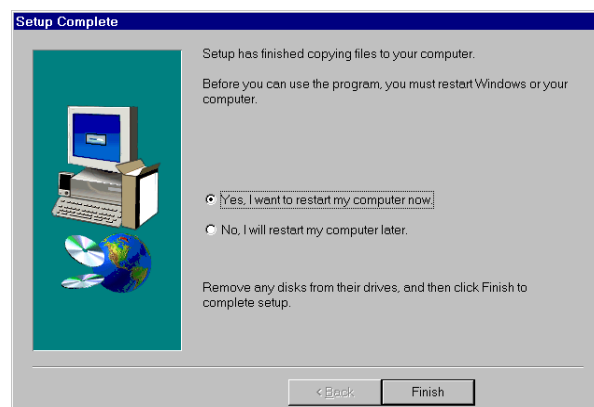 Setup Complete
Setup has finished copying files to your computer.
Before you can use the program, you must restart Windows or your
computer.
Yes, I want to restart my computer now.
No, I will restart my computer later.
Remove any disks from their drives, and then click Finish to
complete setup.
< Back
Finish